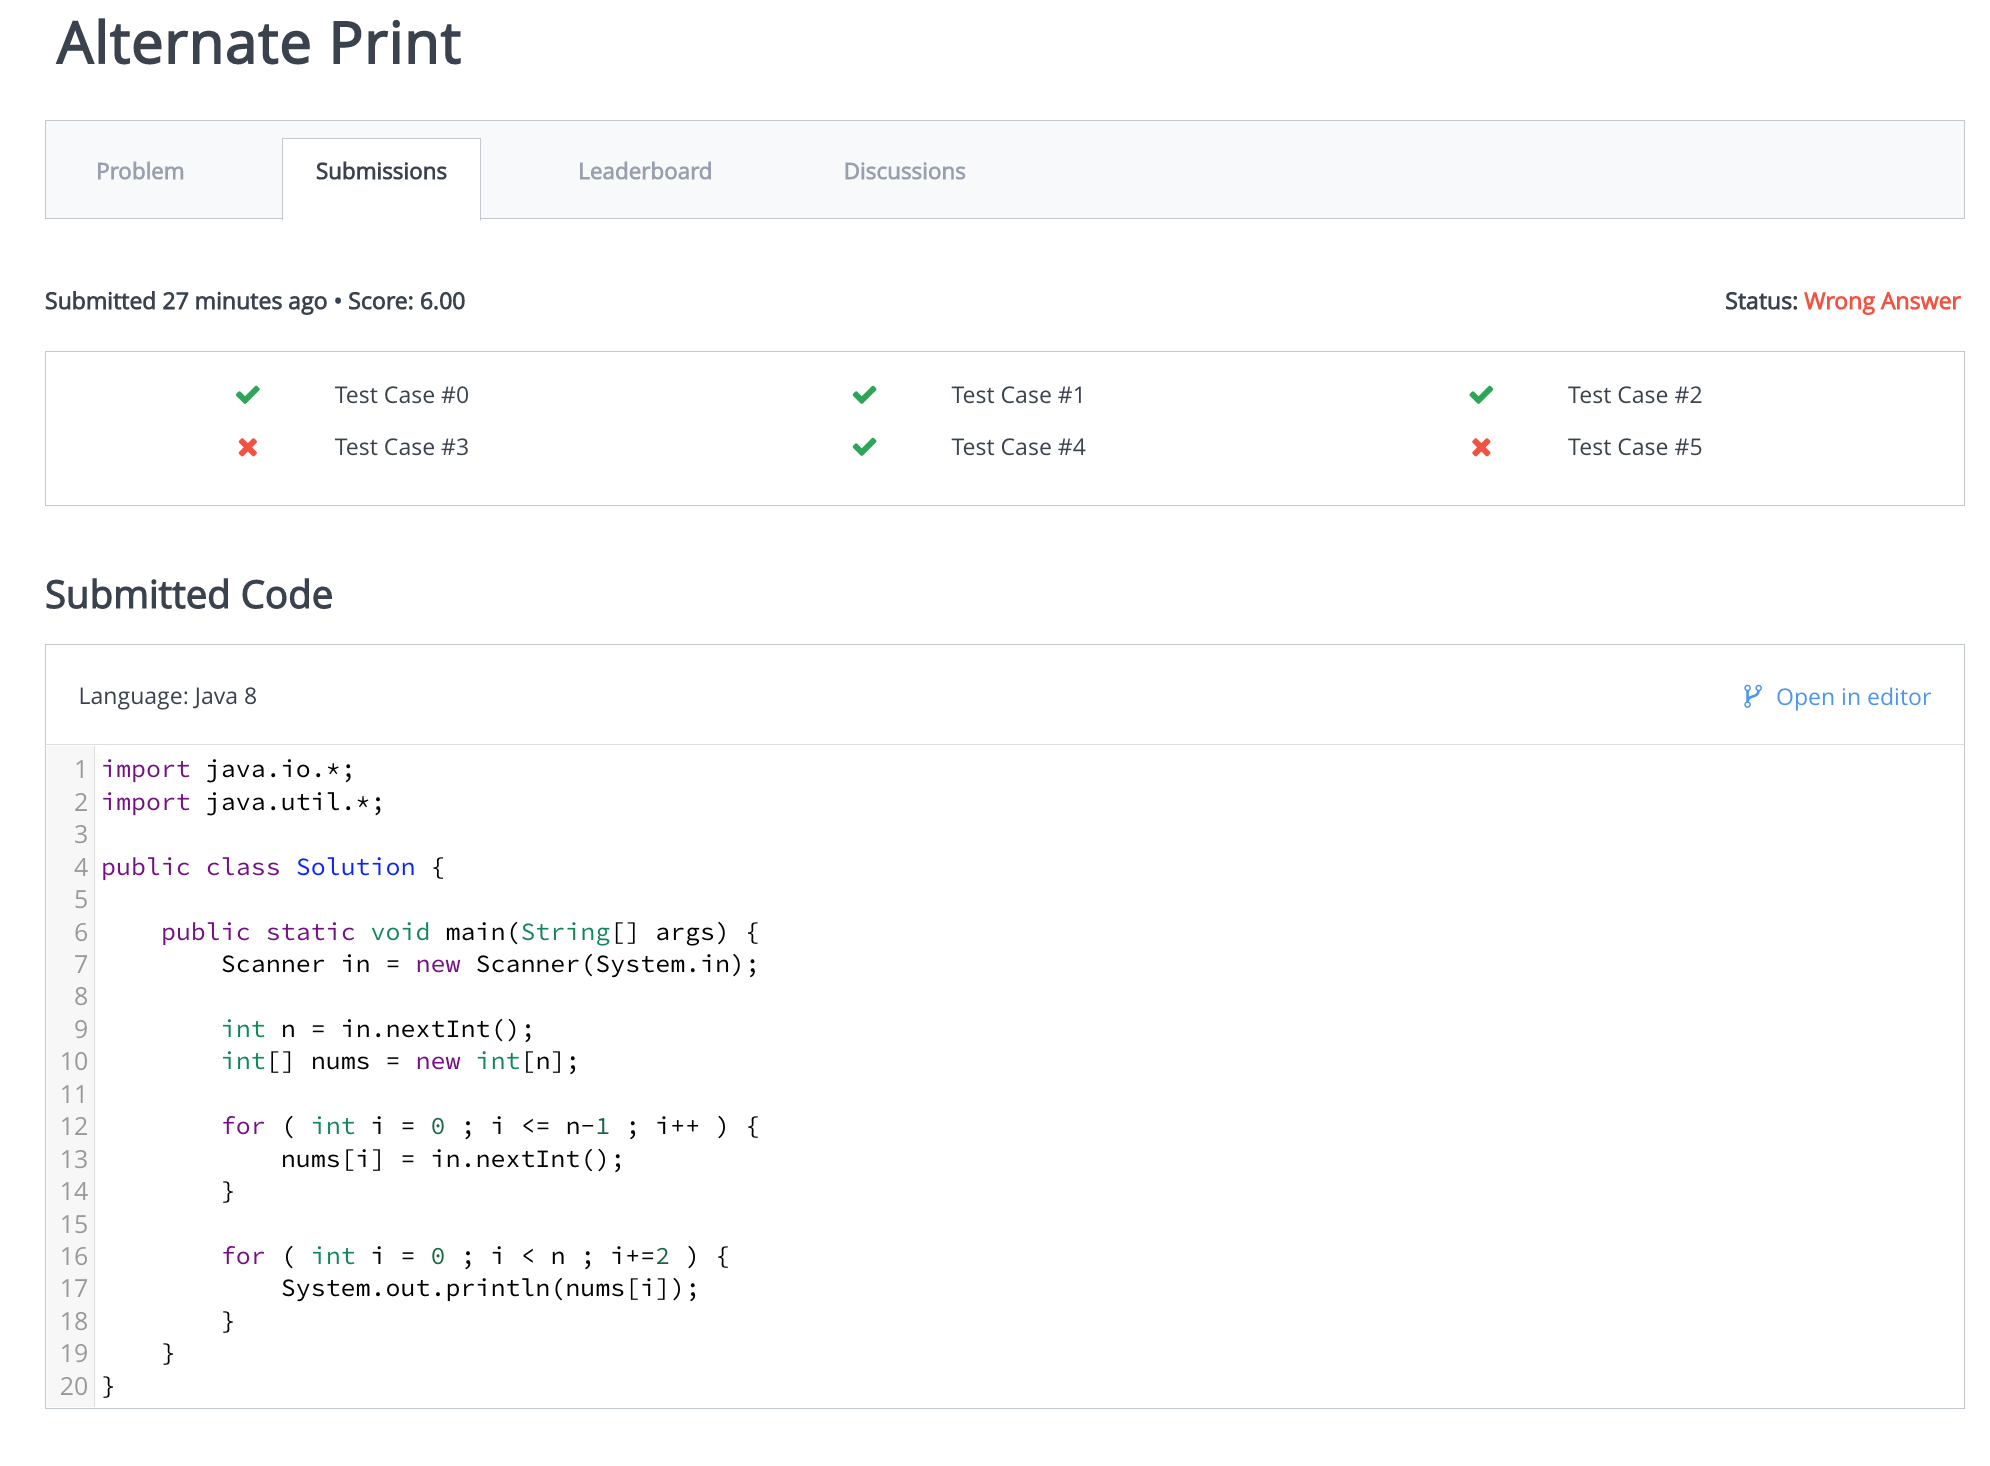 Alternate Print
Problem Submissions Leaderboard Discussions
Submitted 27 minutes ago • Score: 6.00 Status: Wrong Answer
Test Case #0 Test Case #1 Test Case #2
Test Case #3 Test Case #4 Test Case #5
Submitted Code
Language: Java 8 Open in editor
1 import java.io.*;
2 import java.util.*;
3
4 public class Solution {
5
6     public static void main(String[] args) {
7         Scanner in = new Scanner(System.in);
8
9         int n = in.nextInt();
10         int[] nums = new int[n];
11
12         for ( int i = 0 ; i <= n-1 ; i++ ) {
13             nums[i] = in.nextInt();
14         }
15
16         for ( int i = 0 ; i < n ; i+=2 ) {
17             System.out.println(nums[i]);
18         }
19     }
20 }